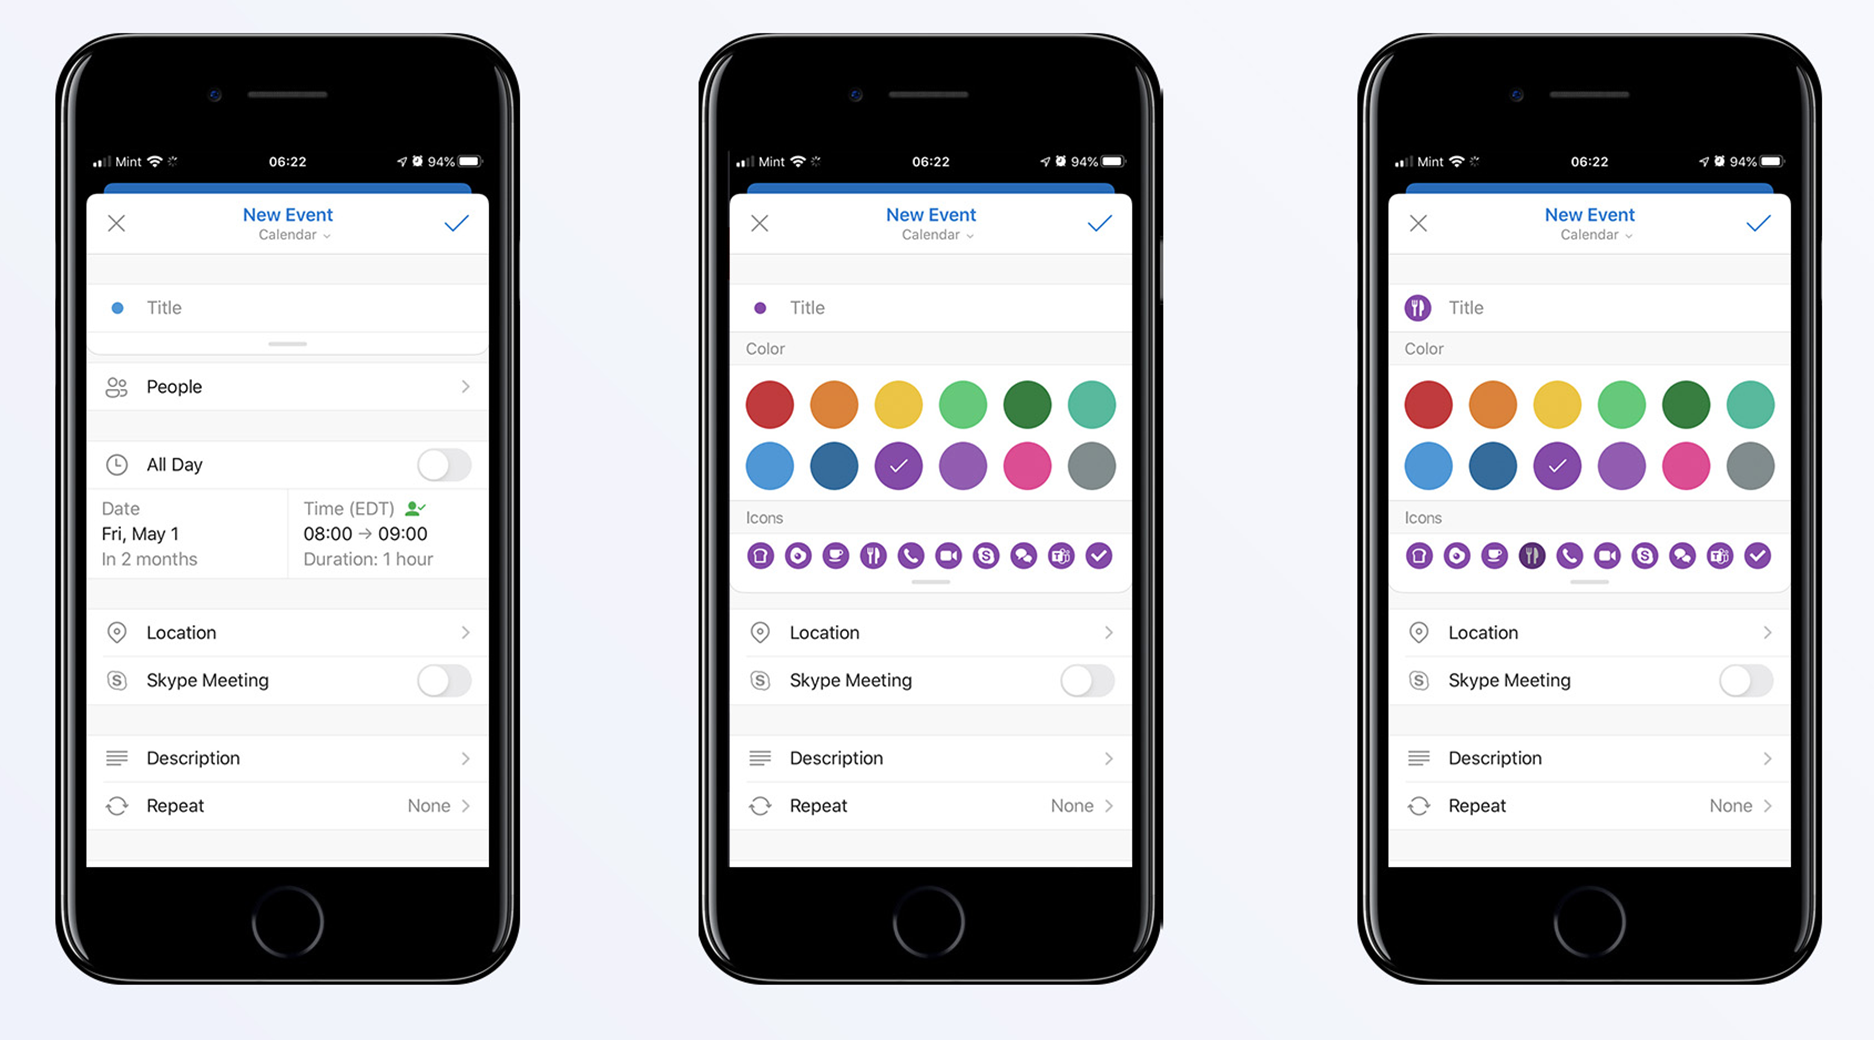 Mint 06:22 94%
New Event
Calendar
Title
People
All Day
Date
Fri, May 1
In 2 months
Time (EDT)
08:00 → 09:00
Duration: 1 hour
Location
Skype Meeting
Description
Repeat None
Mint 06:22 94%
New Event
Calendar
Title
Color
Icons
Location
Skype Meeting
Description
Repeat None
Mint 06:22 94%
New Event
Calendar
Title
Color
Icons
Location
Skype Meeting
Description
Repeat None